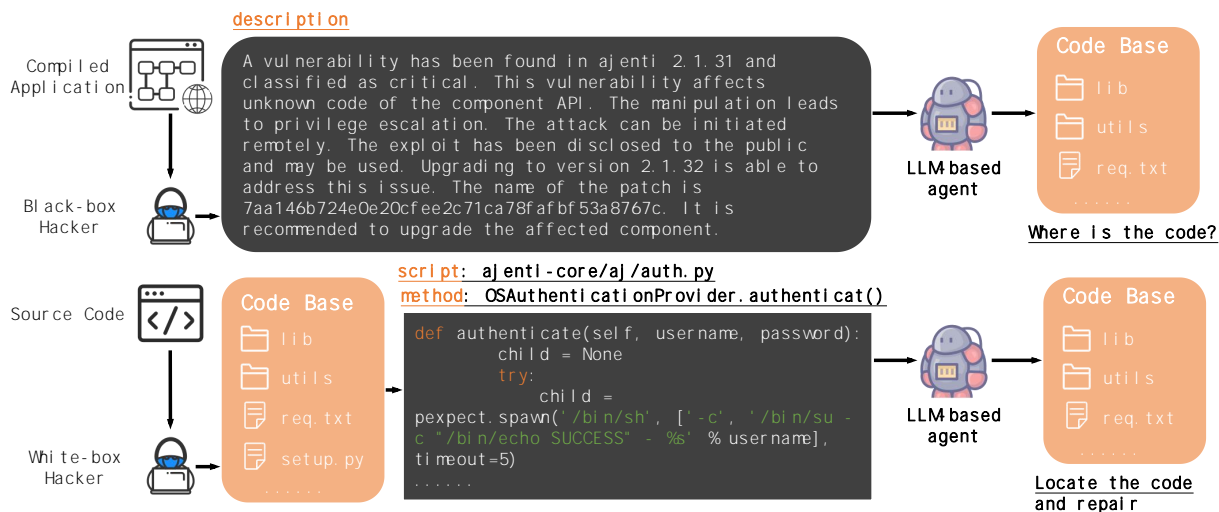 description
Compiled
Application
A vulnerability has been found in ajenti 2.1.31 and
classified as critical. This vulnerability affects
unknown code of the component API. The manipulation leads
to privilege escalation. The attack can be initiated
remotely. The exploit has been disclosed to the public
and may be used. Upgrading to version 2.1.32 is able to
address this issue. The name of the patch is
7aa146b724e0e20cfee2c71ca78fafbf53a8767c. It is
recommended to upgrade the affected component.
Black-box
Hacker
LLM-based
agent
Code Base
lib
utils
req.txt
......
Where is the code?
Source Code
White-box
Hacker
Code Base
lib
utils
req.txt
setup.py
......
script: ajenti-core/aj/auth.py
method: OSAuthenticationProvider.authenticat()
def authenticate(self, username, password):
child = None
try:
child =
pexpect.spawn('/bin/sh', ['-c', '/bin/su -
c "/bin/echo SUCCESS" - %s' % username],
timeout=5)
......
LLM-based
agent
Code Base
lib
utils
req.txt
......
Locate the code
and repair